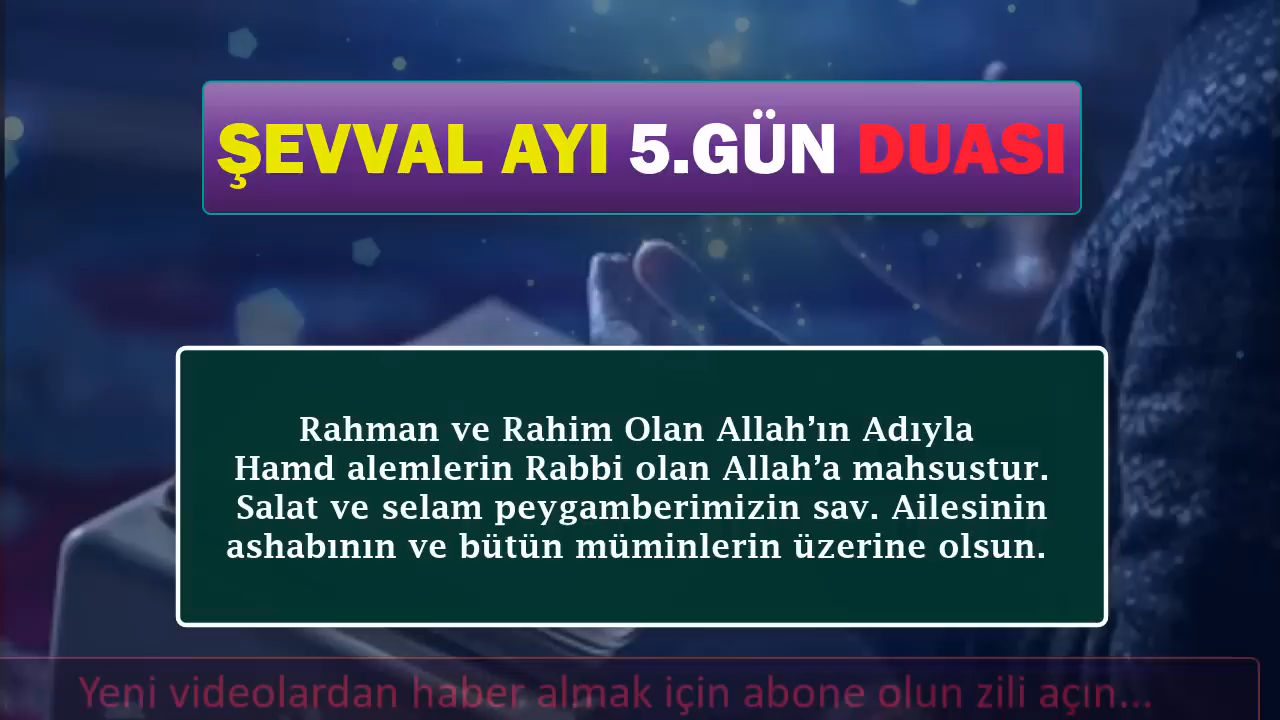 ŞEVVAL AYI 5.GÜN DUASI
Rahman ve Rahim Olan Allah’ın Adıyla
Hamd alemlerin Rabbi olan Allah’a mahsustur.
Salat ve selam peygamberimizin sav. Ailesinin
ashabının ve bütün müminlerin üzerine olsun.
Yeni videolardan haber almak için abone olun zili açın...